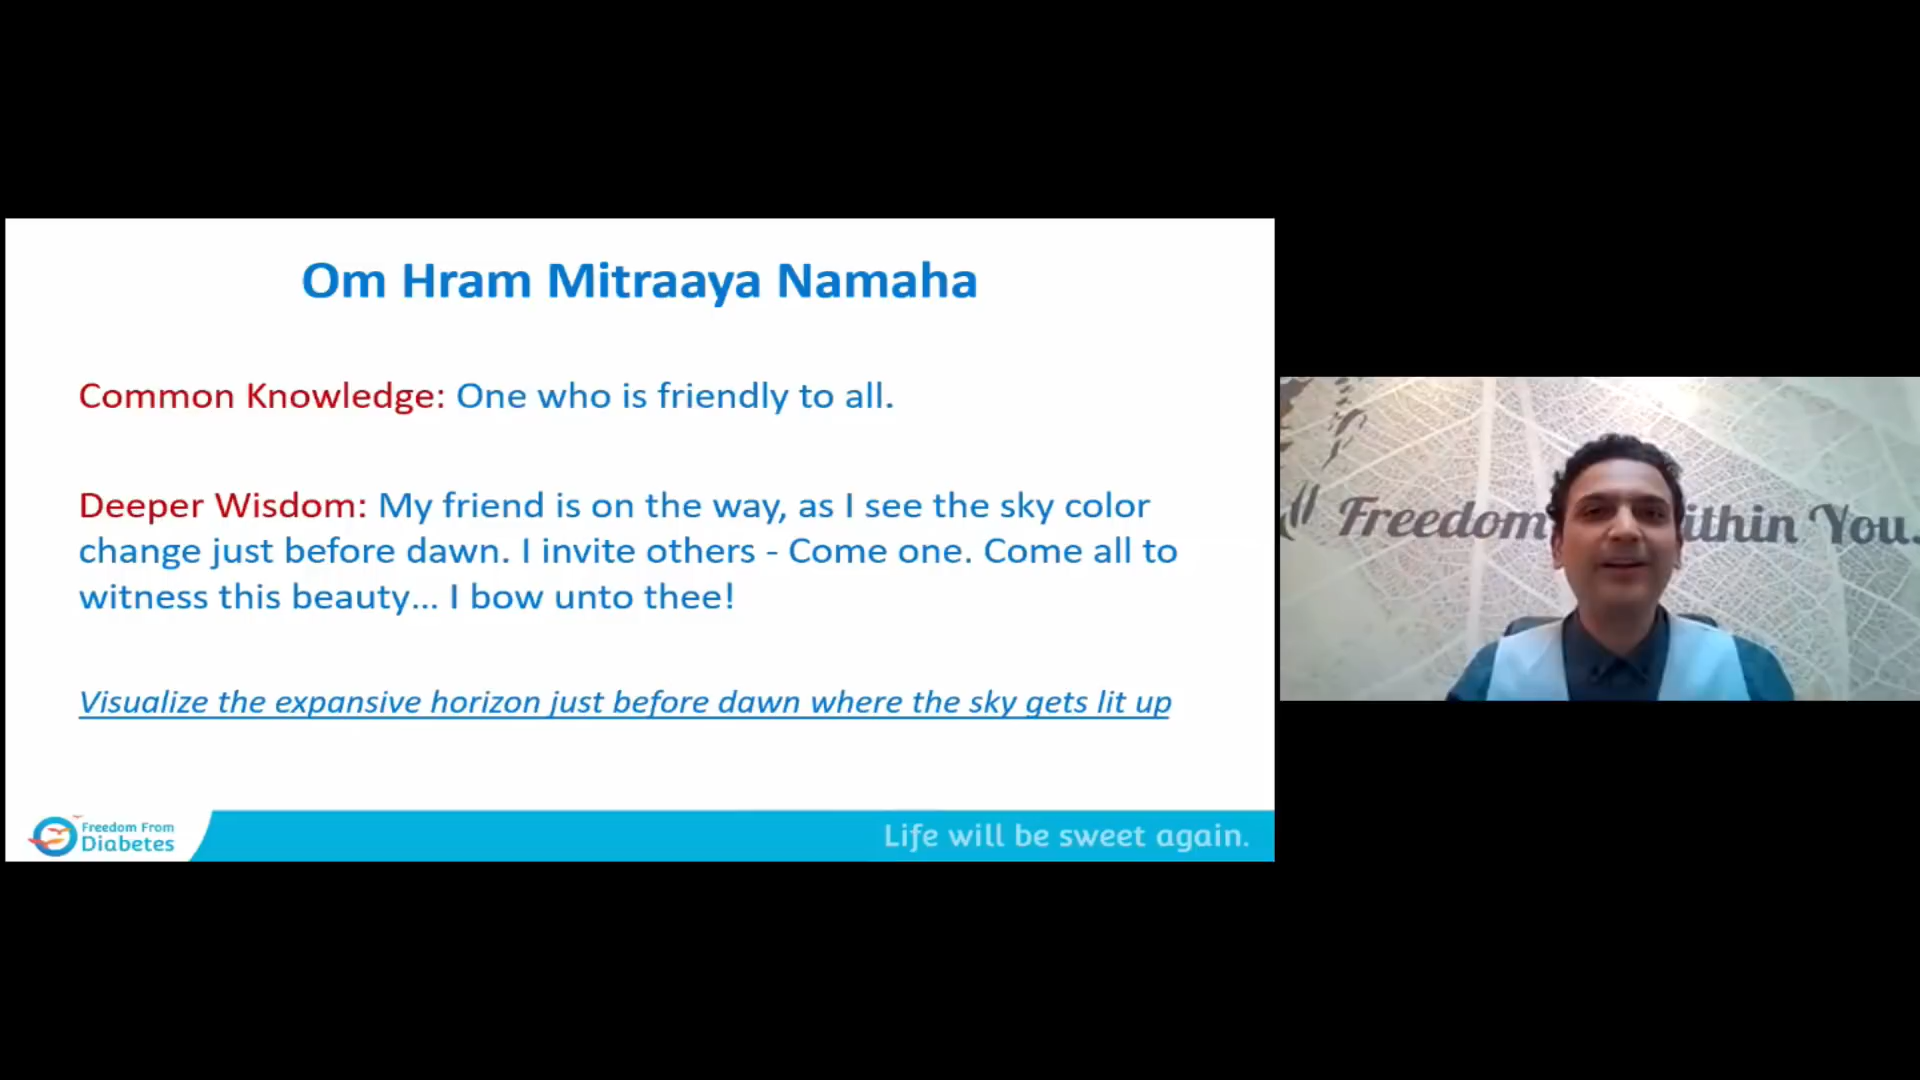 Om Hram Mitraaya Namaha
Common Knowledge: One who is friendly to all.
Deeper Wisdom: My friend is on the way, as I see the sky color
change just before dawn. I invite others - Come one. Come all to
witness this beauty... I bow unto thee!
Visualize the expansive horizon just before dawn where the sky gets lit up
Freedom From
Diabetes
Life will be sweet again.
Freedom ithin You.